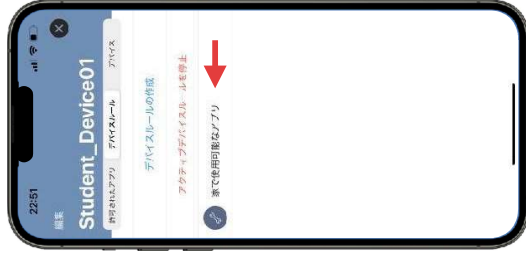 22:51
編集
Student_Device01
許可されたアプリ デバイスルール デバイス
デバイスルールの作成
アクティブデバイスルールを停止
家で使用可能なアプリ